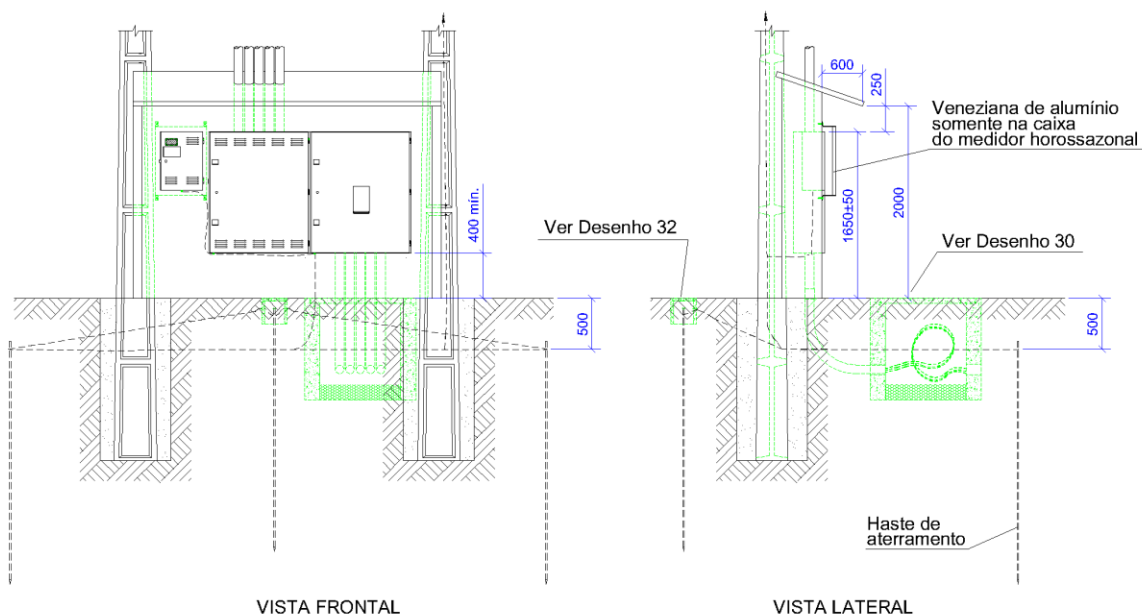 600
250
Veneziana de alumínio
somente na caixa
do medidor horossazonal
400 mín.
1650±50
2000
Ver Desenho 32
Ver Desenho 30
500
500
Haste de
aterramento
VISTA FRONTAL
VISTA LATERAL